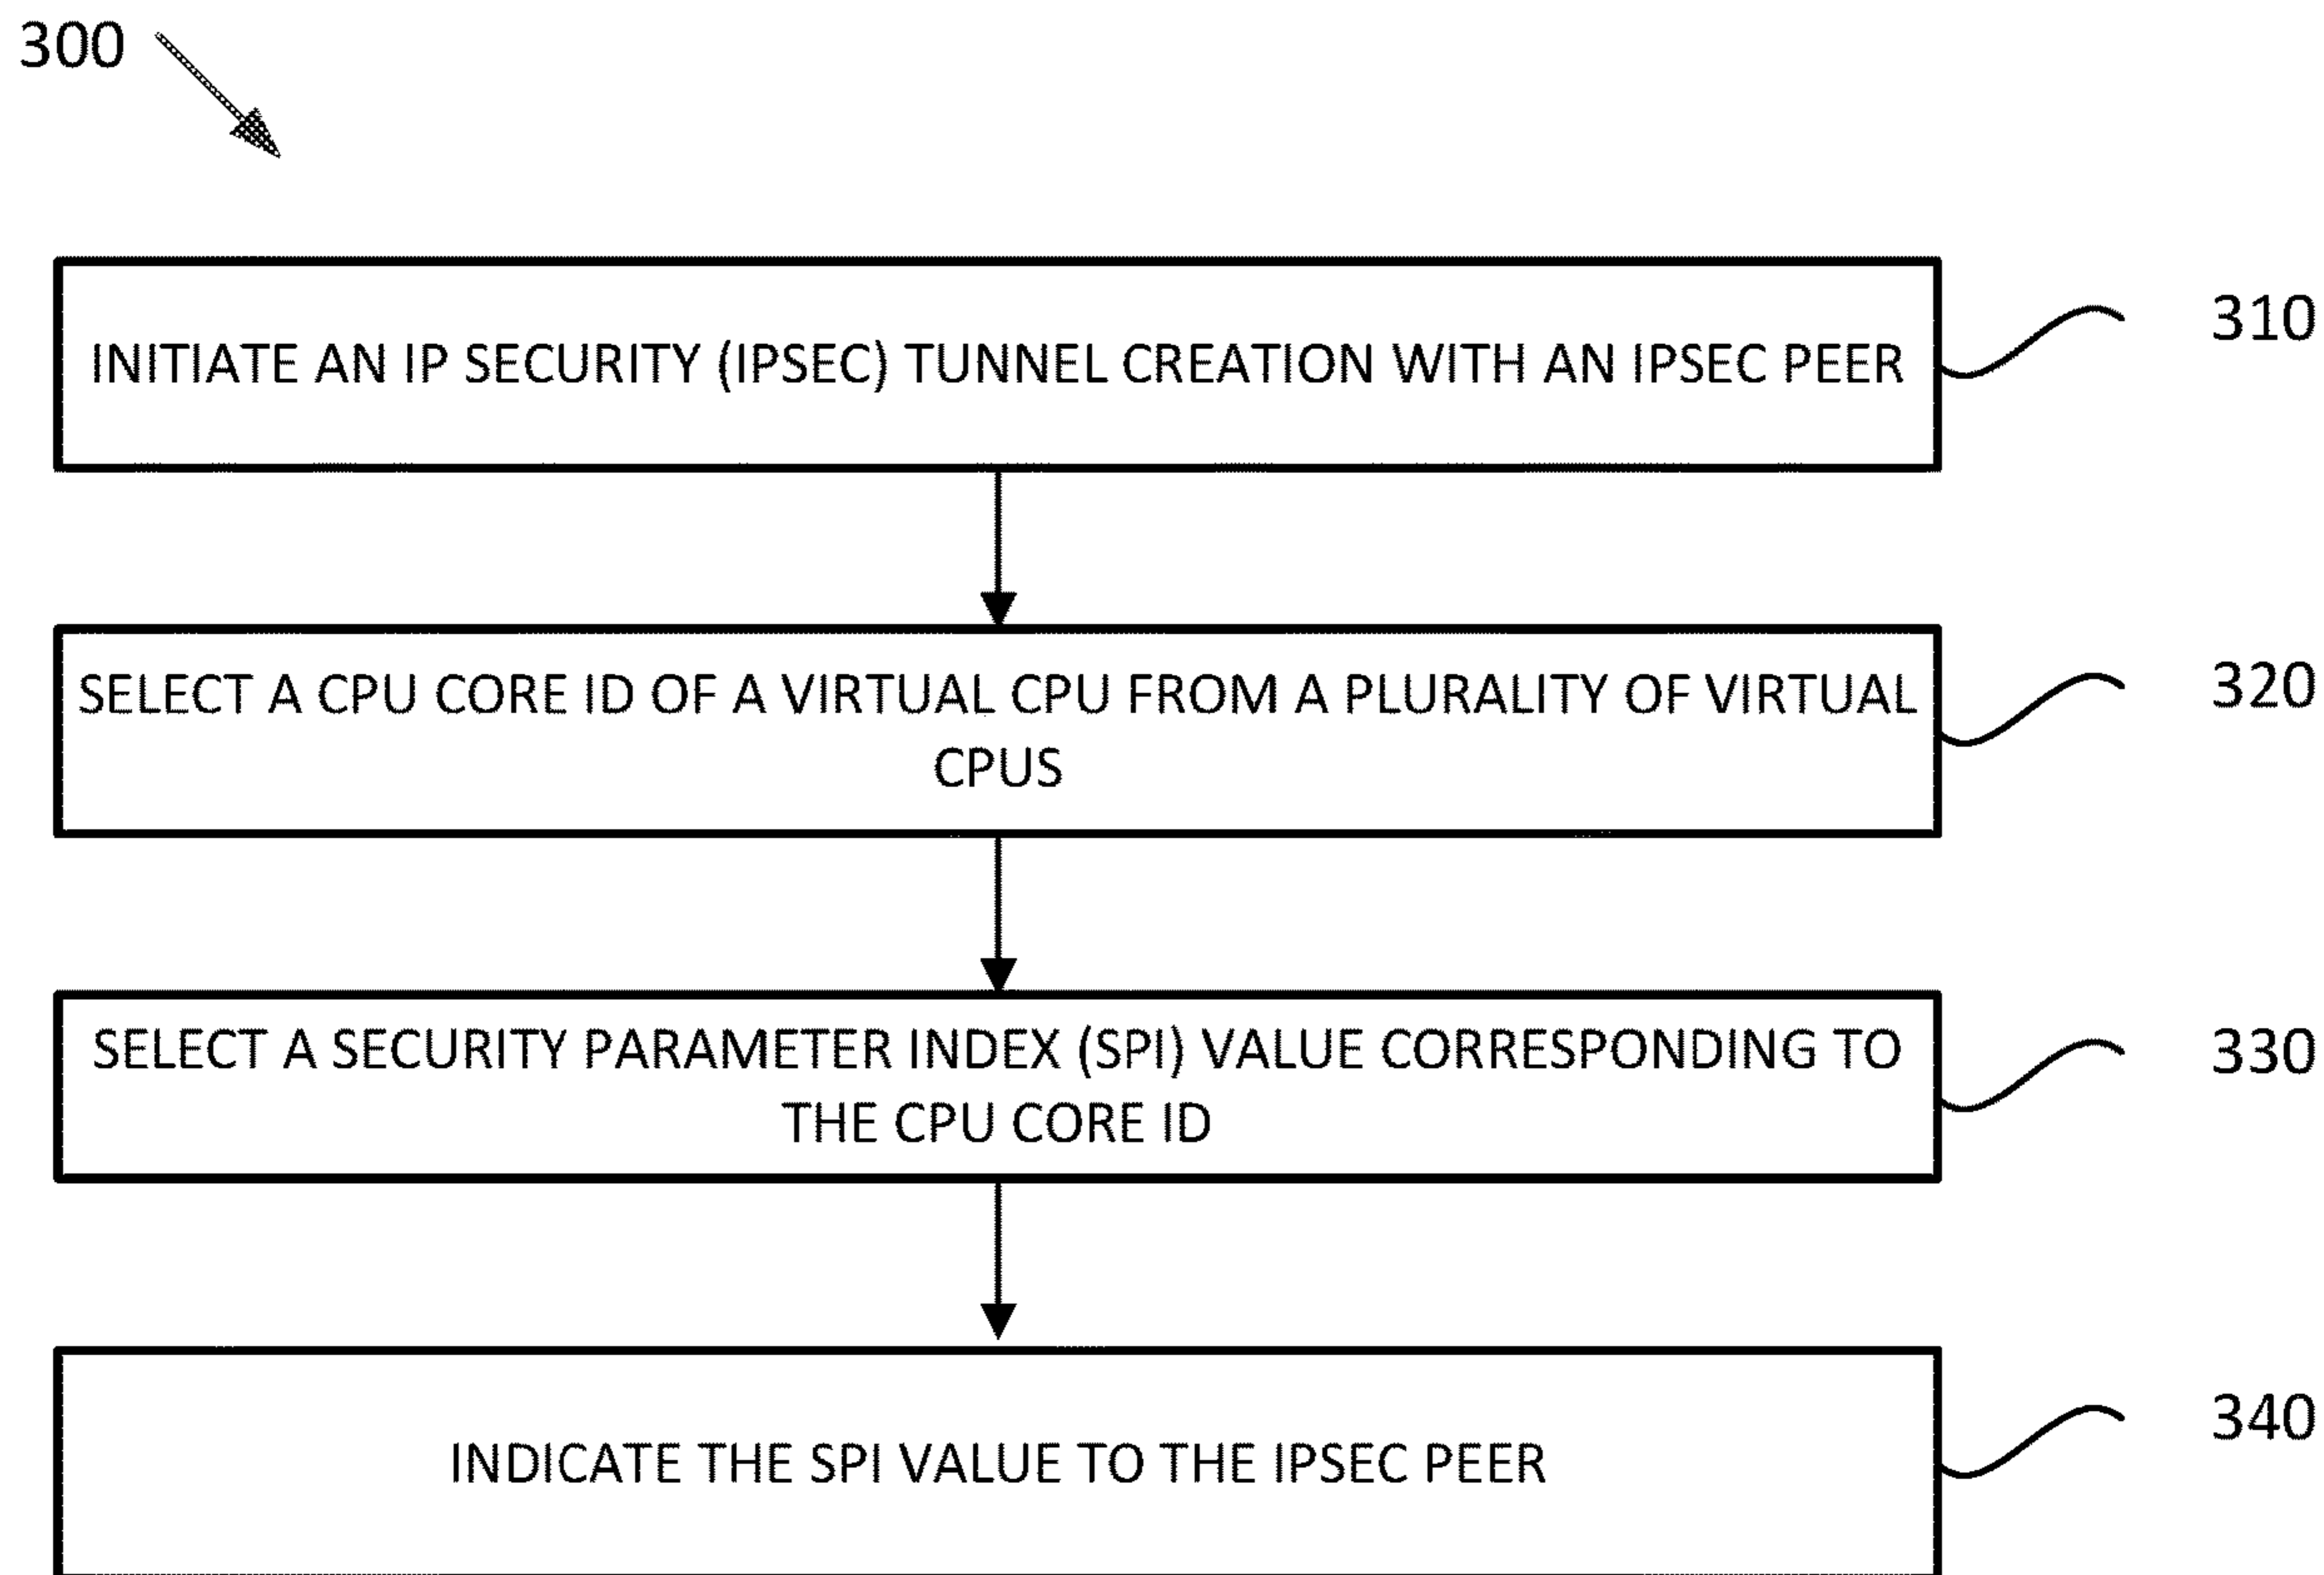 300
INITIATE AN IP SECURITY (IPSEC) TUNNEL CREATION WITH AN IPSEC PEER
310
SELECT A CPU CORE ID OF A VIRTUAL CPU FROM A PLURALITY OF VIRTUAL
CPUS
320
SELECT A SECURITY PARAMETER INDEX (SPI) VALUE CORRESPONDING TO
THE CPU CORE ID
330
INDICATE THE SPI VALUE TO THE IPSEC PEER
340